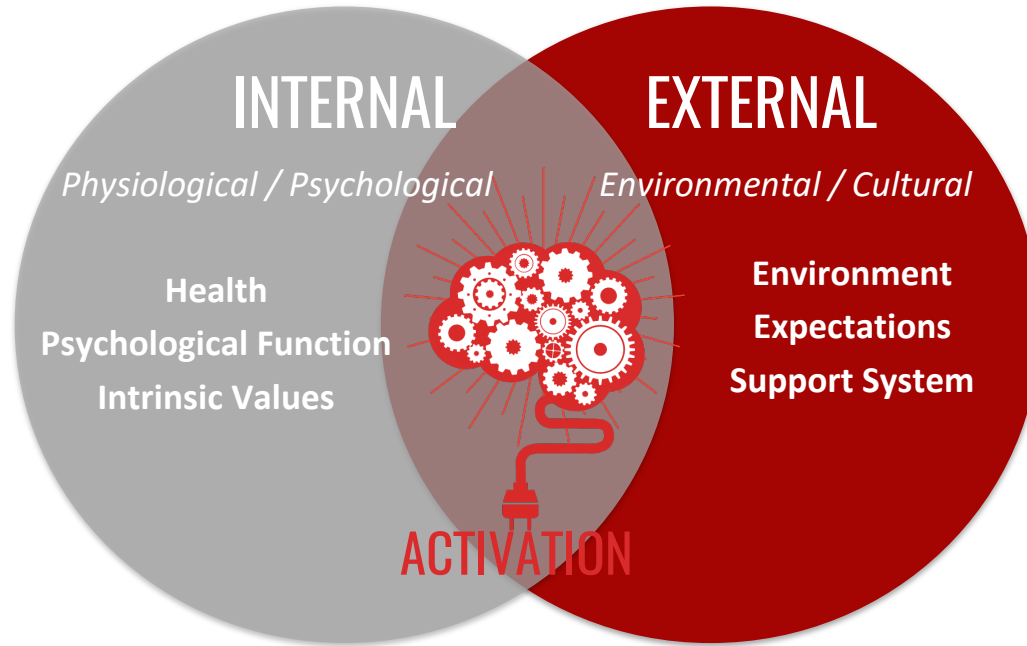 INTERNAL
Physiological / Psychological
Health
Psychological Function
Intrinsic Values
EXTERNAL
Environmental / Cultural
Environment
Expectations
Support System
ACTIVATION